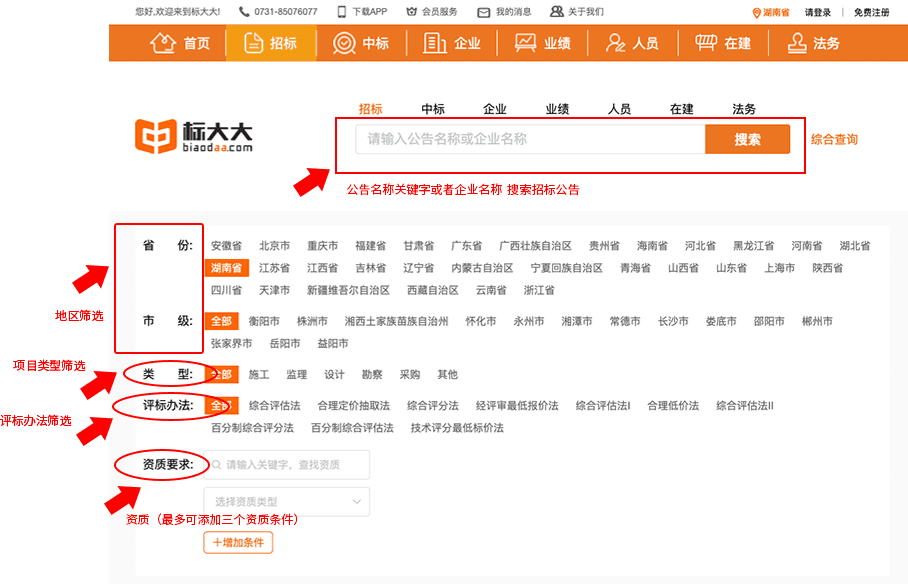 您好,欢迎来到标大大! 0731-85076077 下载APP 会员服务 我的消息 关于我们 湖南省 请登录 | 免费注册
首页 招标 中标 企业 业绩 人员 在建 法务
招标 中标 企业 业绩 人员 在建 法务
标大大
biaodaa.com
请输入公告名称或企业名称 搜索 综合查询
公告名称关键字或者企业名称 搜索招标公告
省 份: 安徽省 北京市 重庆市 福建省 甘肃省 广东省 广西壮族自治区 贵州省 海南省 河北省 黑龙江省 河南省 湖北省
湖南省 江苏省 江西省 吉林省 辽宁省 内蒙古自治区 宁夏回族自治区 青海省 山西省 山东省 上海市 陕西省
四川省 天津市 新疆维吾尔自治区 西藏自治区 云南省 浙江省
地区筛选
市 级: 全部 衡阳市 株洲市 湘西土家族苗族自治州 怀化市 永州市 湘潭市 常德市 长沙市 娄底市 邵阳市 郴州市
张家界市 岳阳市 益阳市
项目类型筛选
类 型: 全部 施工 监理 设计 勘察 采购 其他
评标办法: 全部 综合评估法 合理定价抽取法 综合评分法 经评审最低报价法 综合评估法I 合理低价法 综合评估法II
评标办法筛选
百分制综合评分法 百分制综合评估法 技术评分最低标价法
资质要求: 请输入关键字，查找资质
选择资质类型
资质（最多可添加三个资质条件）
+增加条件